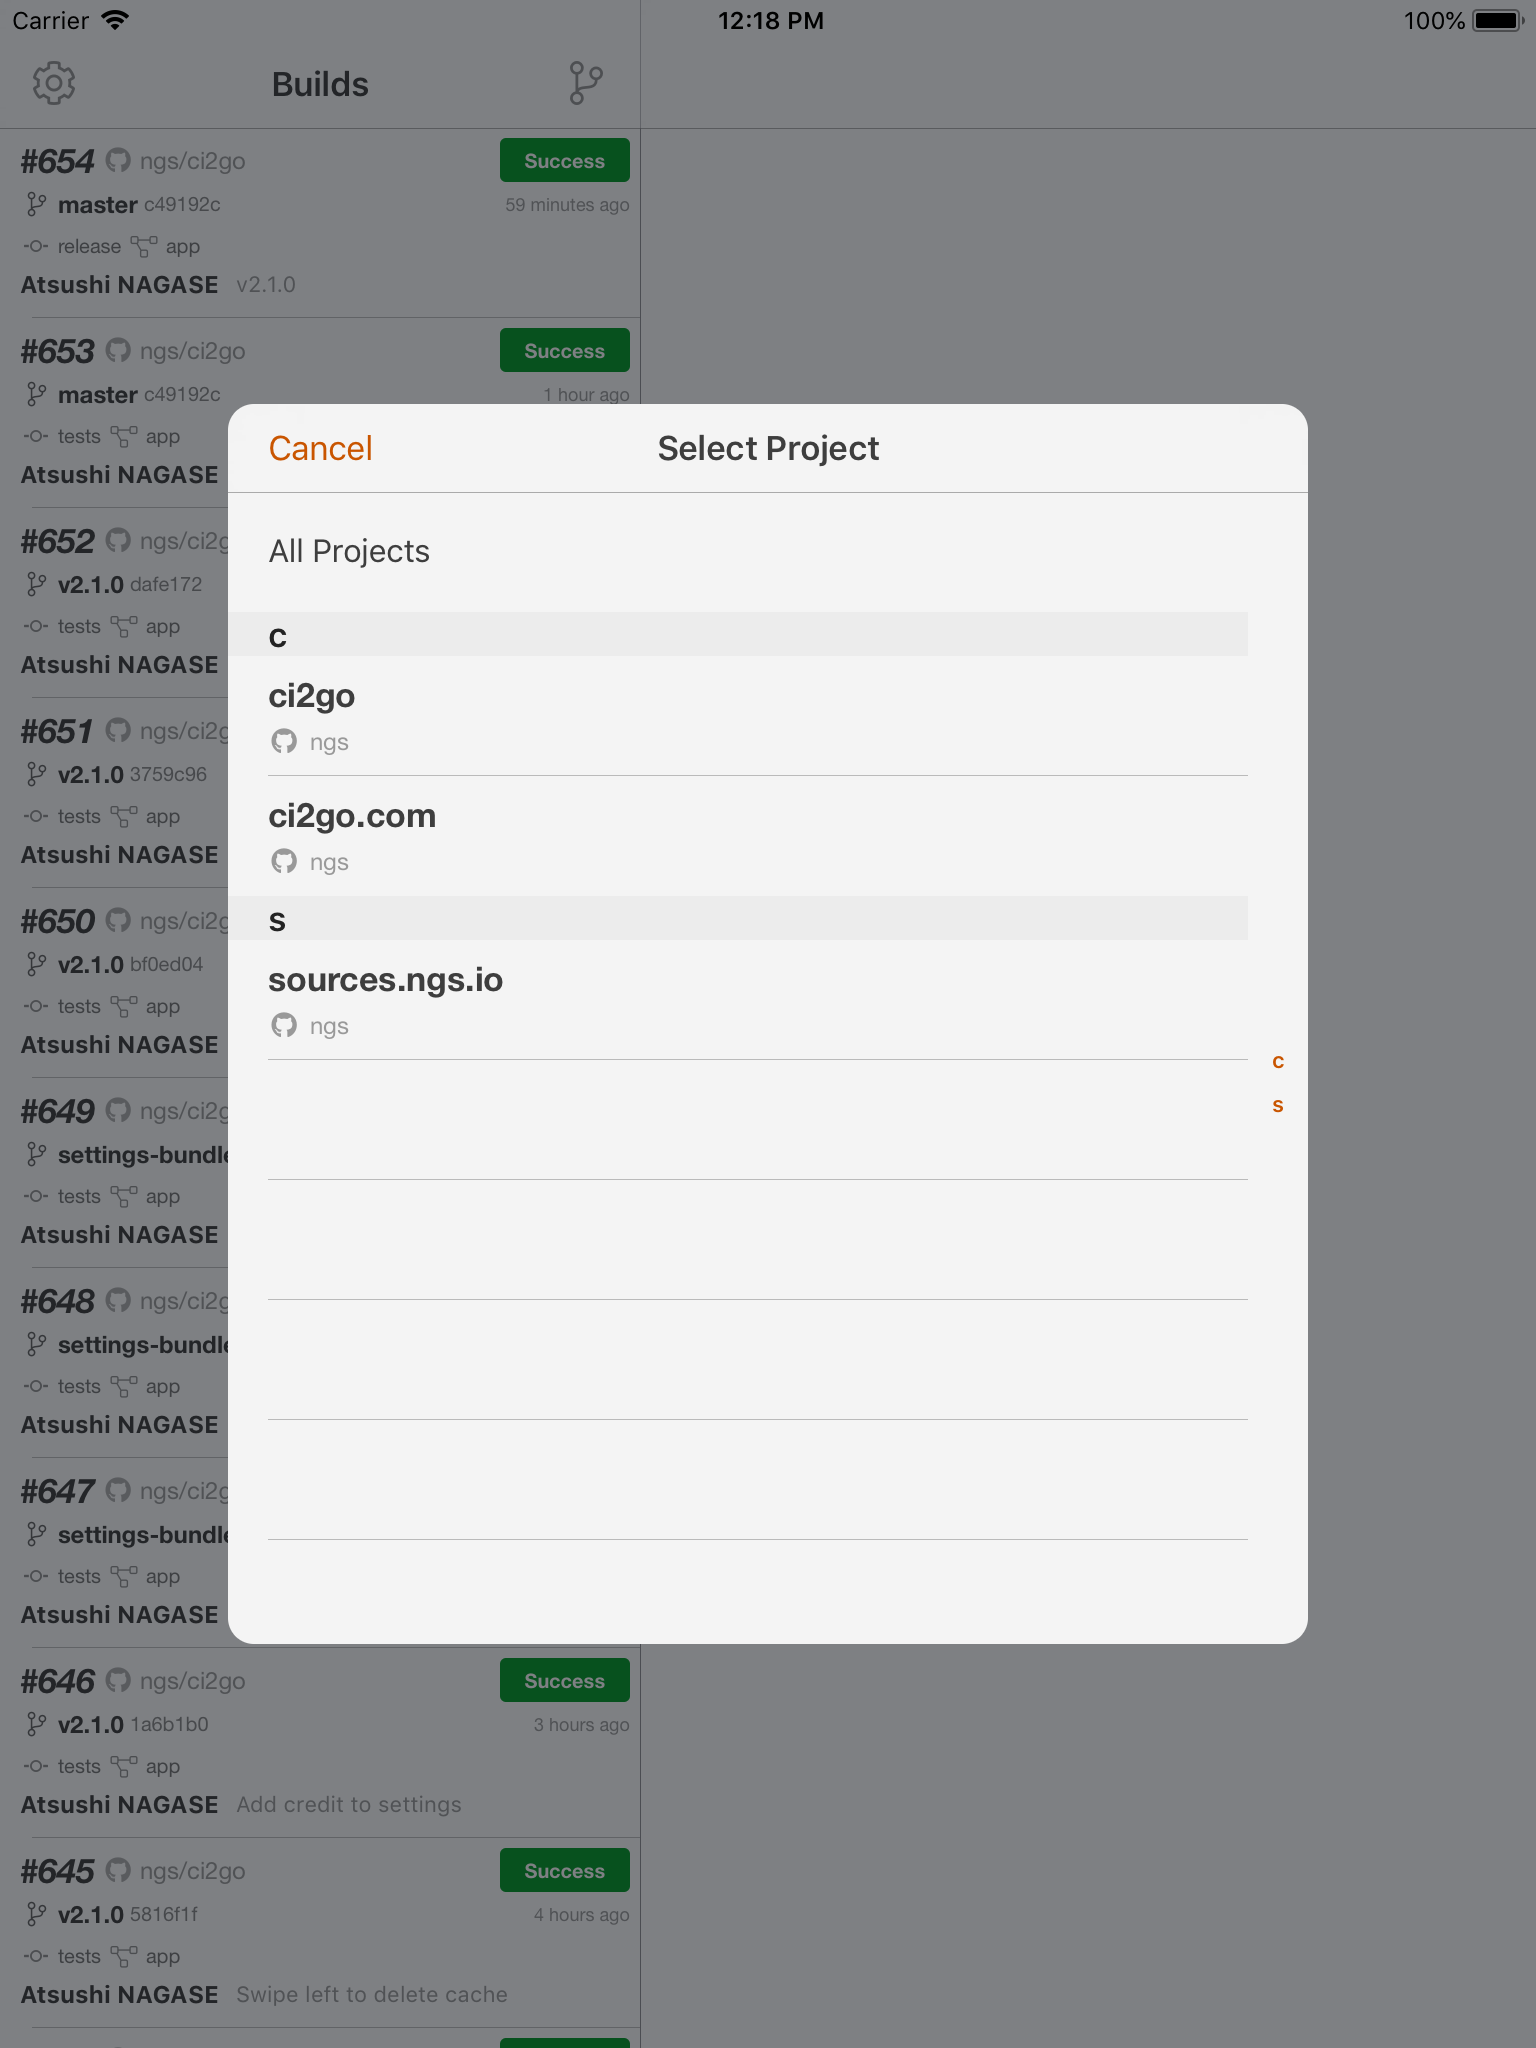 Carrier 12:18 PM 100%
Builds
#654 ngs/ci2go Success
master c49192c 59 minutes ago
release app
Atsushi NAGASE v2.1.0
#653 ngs/ci2go Success
master c49192c 1 hour ago
tests app
Atsushi NAGASE
#652 ngs/ci2g
v2.1.0 dafe172
tests app
Atsushi NAGASE
#651 ngs/ci2g
v2.1.0 3759c96
tests app
Atsushi NAGASE
#650 ngs/ci2g
v2.1.0 bf0ed04
tests app
Atsushi NAGASE
#649 ngs/ci2g
settings-bundle
tests app
Atsushi NAGASE
#648 ngs/ci2g
settings-bundle
tests app
Atsushi NAGASE
#647 ngs/ci2g
settings-bundle
tests app
Atsushi NAGASE
#646 ngs/ci2go Success
v2.1.0 1a6b1b0 3 hours ago
tests app
Atsushi NAGASE Add credit to settings
#645 ngs/ci2go Success
v2.1.0 5816f1f 4 hours ago
tests app
Atsushi NAGASE Swipe left to delete cache
Cancel Select Project
All Projects
c
ci2go
ngs
ci2go.com
ngs
s
sources.ngs.io
ngs
c
s